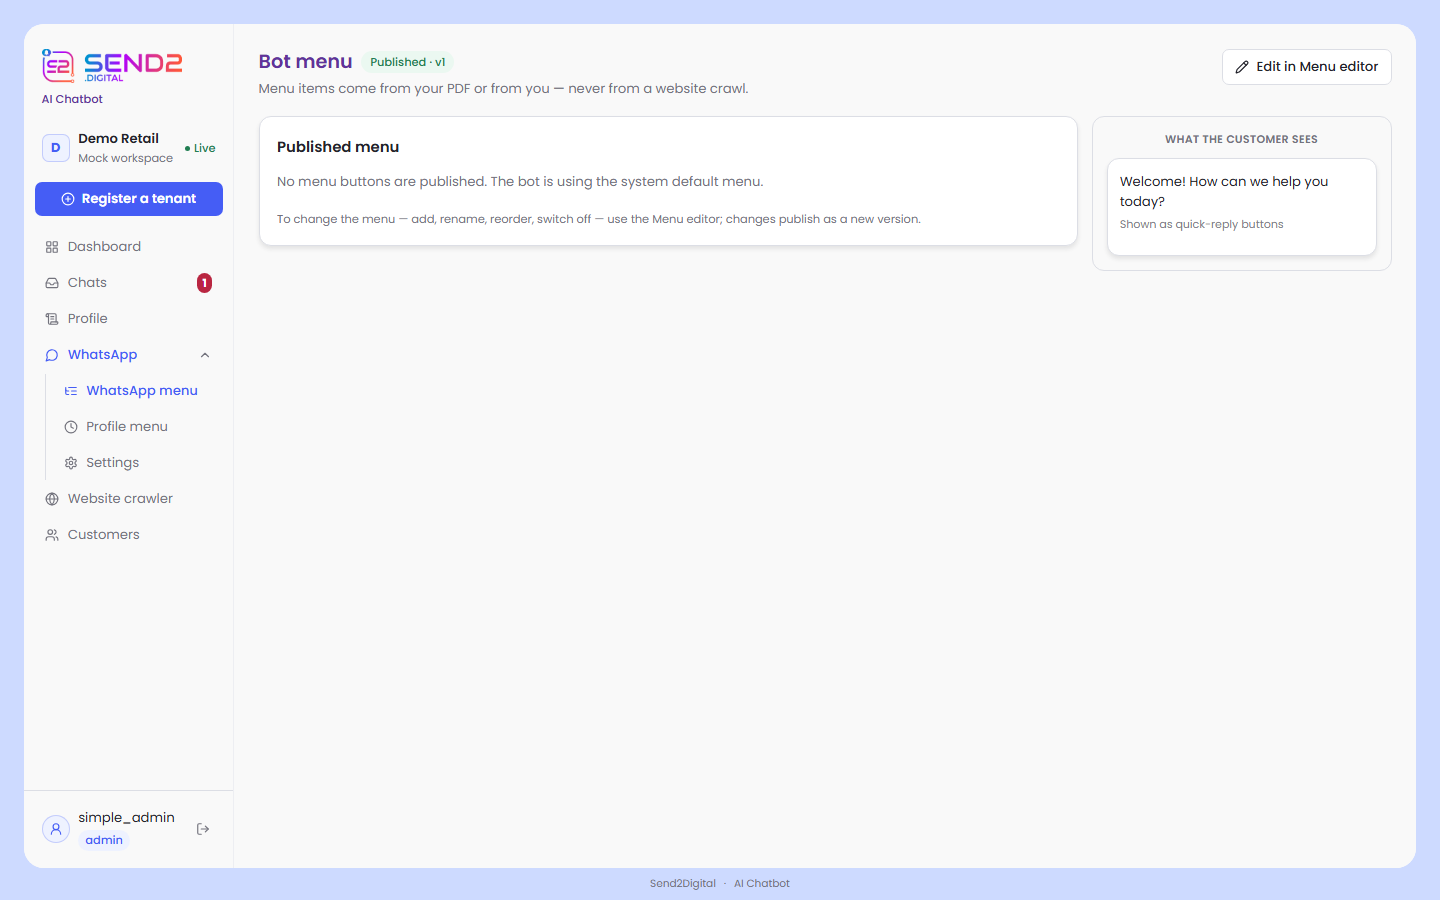 SEND2
.DIGITAL
AI Chatbot
D
Demo Retail
Mock workspace
Live
Register a tenant
Dashboard
Chats
1
Profile
WhatsApp
WhatsApp menu
Profile menu
Settings
Website crawler
Customers
simple_admin
admin
Bot menu
Published · v1
Menu items come from your PDF or from you — never from a website crawl.
Edit in Menu editor
Published menu
No menu buttons are published. The bot is using the system default menu.
To change the menu — add, rename, reorder, switch off — use the Menu editor; changes publish as a new version.
WHAT THE CUSTOMER SEES
Welcome! How can we help you
today?
Shown as quick-reply buttons
Send2Digital · AI Chatbot